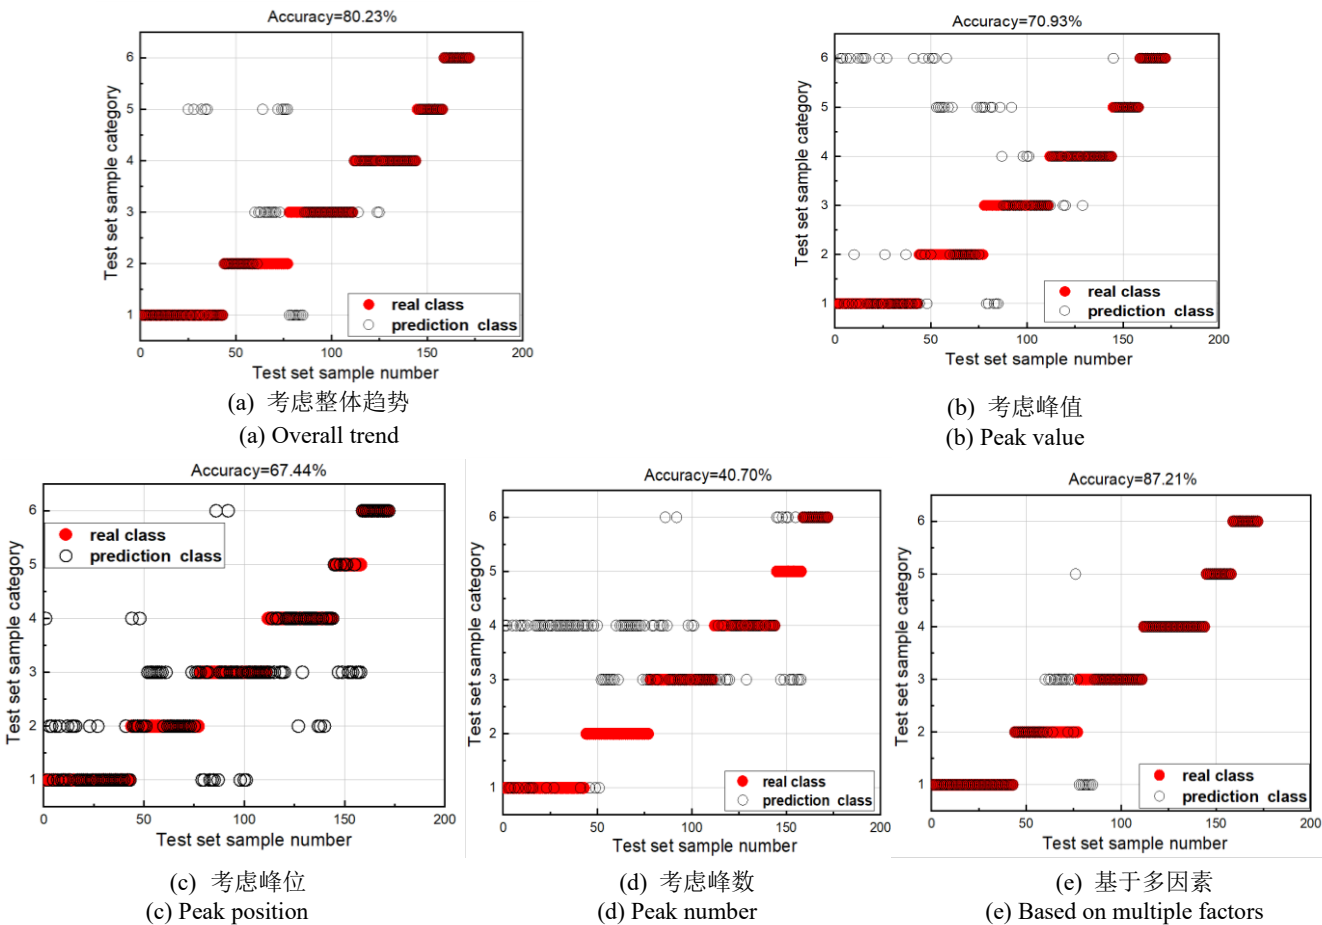 Accuracy=80.23%
Test set sample category
6
5
4
3
2
1
real class
prediction class
0 50 100 150 200
Test set sample number
(a) 考虑整体趋势
(a) Overall trend
Accuracy=70.93%
Test set sample category
6
5
4
3
2
1
real class
prediction class
0 50 100 150 200
Test set sample number
(b) 考虑峰值
(b) Peak value
Accuracy=67.44%
Test set sample category
6
5
4
3
2
1
real class
prediction class
0 50 100 150 200
Test set sample number
(c) 考虑峰位
(c) Peak position
Accuracy=40.70%
Test set sample category
6
5
4
3
2
1
real class
prediction class
0 50 100 150 200
Test set sample number
(d) 考虑峰数
(d) Peak number
Accuracy=87.21%
Test set sample category
6
5
4
3
2
1
real class
prediction class
0 50 100 150 200
Test set sample number
(e) 基于多因素
(e) Based on multiple factors